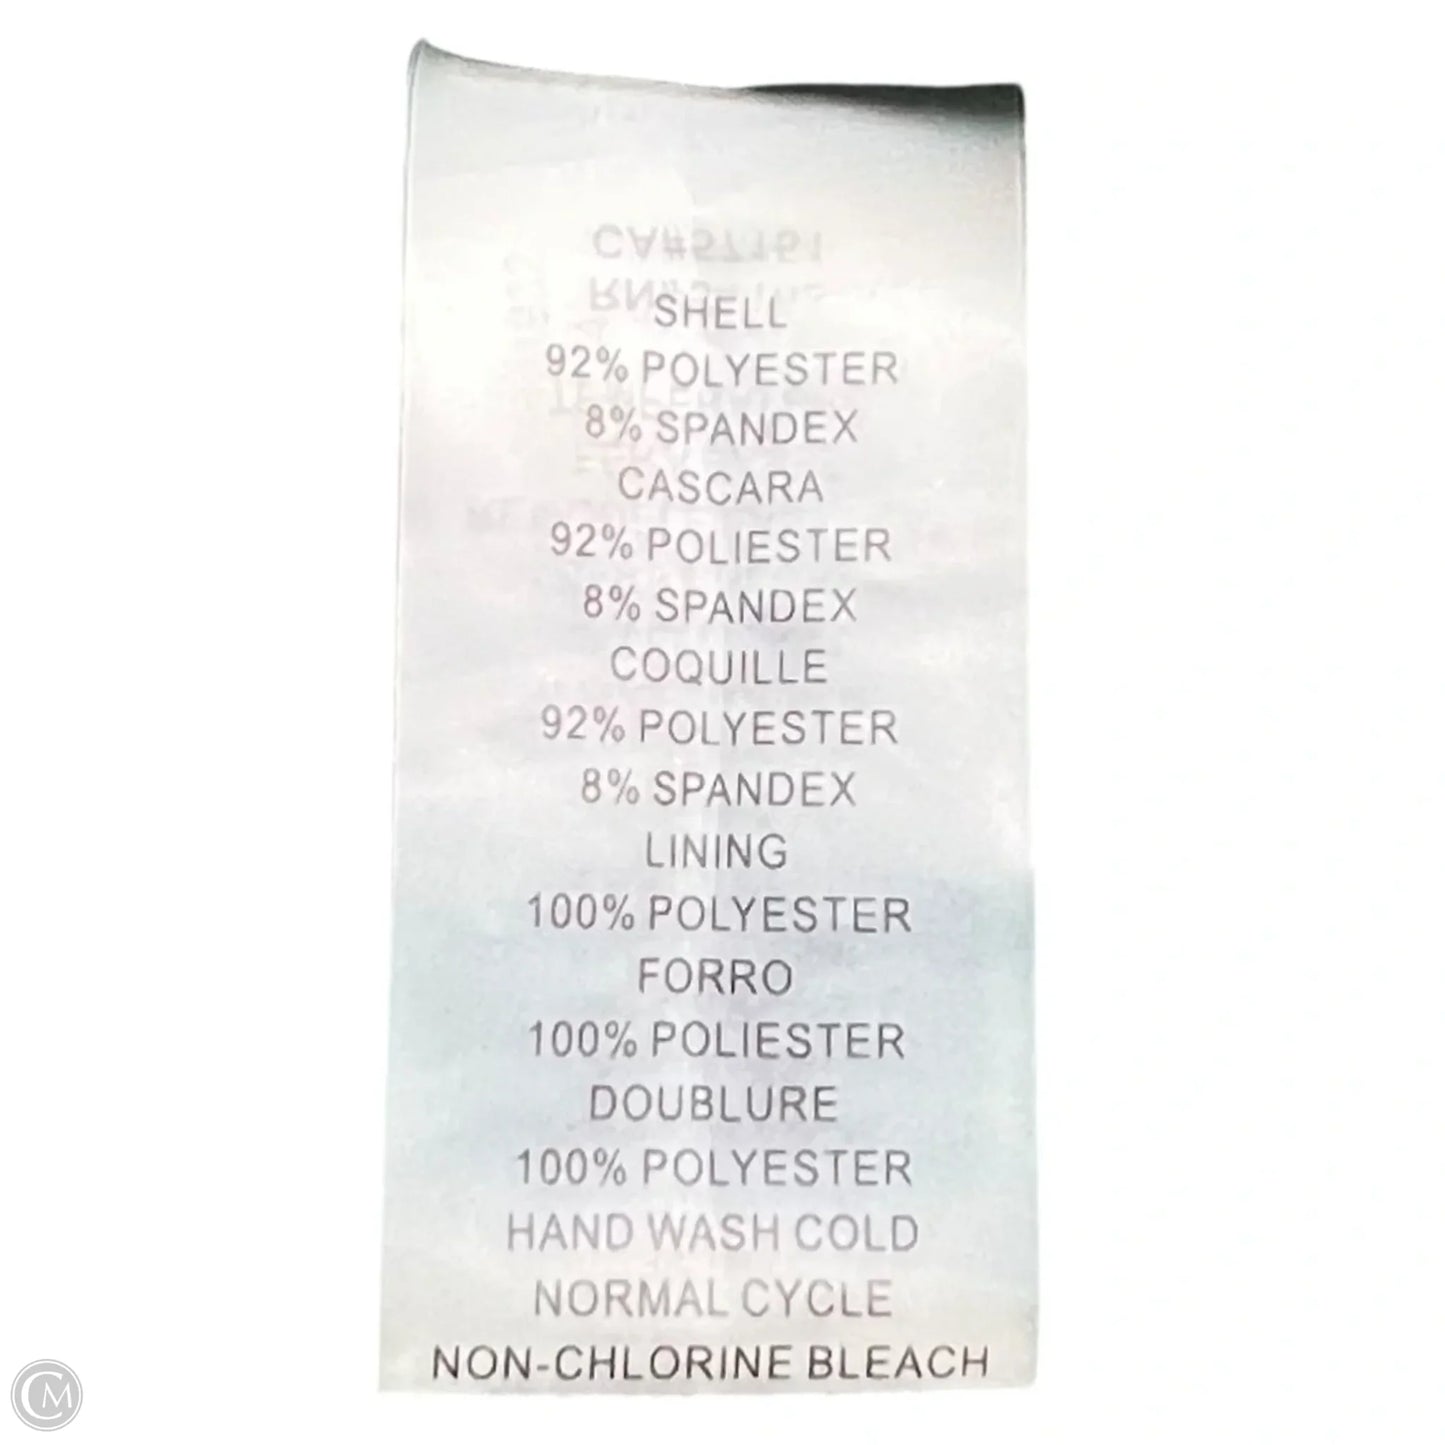 SHELL
92% POLYESTER
8% SPANDEX
CASCARA
92% POLIESTER
8% SPANDEX
COQUILLE
92% POLYESTER
8% SPANDEX
LINING
100% POLYESTER
FORRO
100% POLIESTER
DOUBLURE
100% POLYESTER
HAND WASH COLD
NORMAL CYCLE
NON-CHLORINE BLEACH
CM